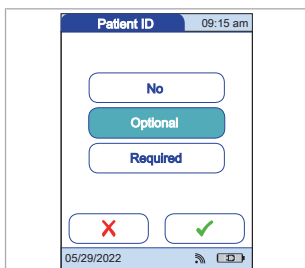 Patient ID 09:15 am
No
Optional
Required
05/29/2022